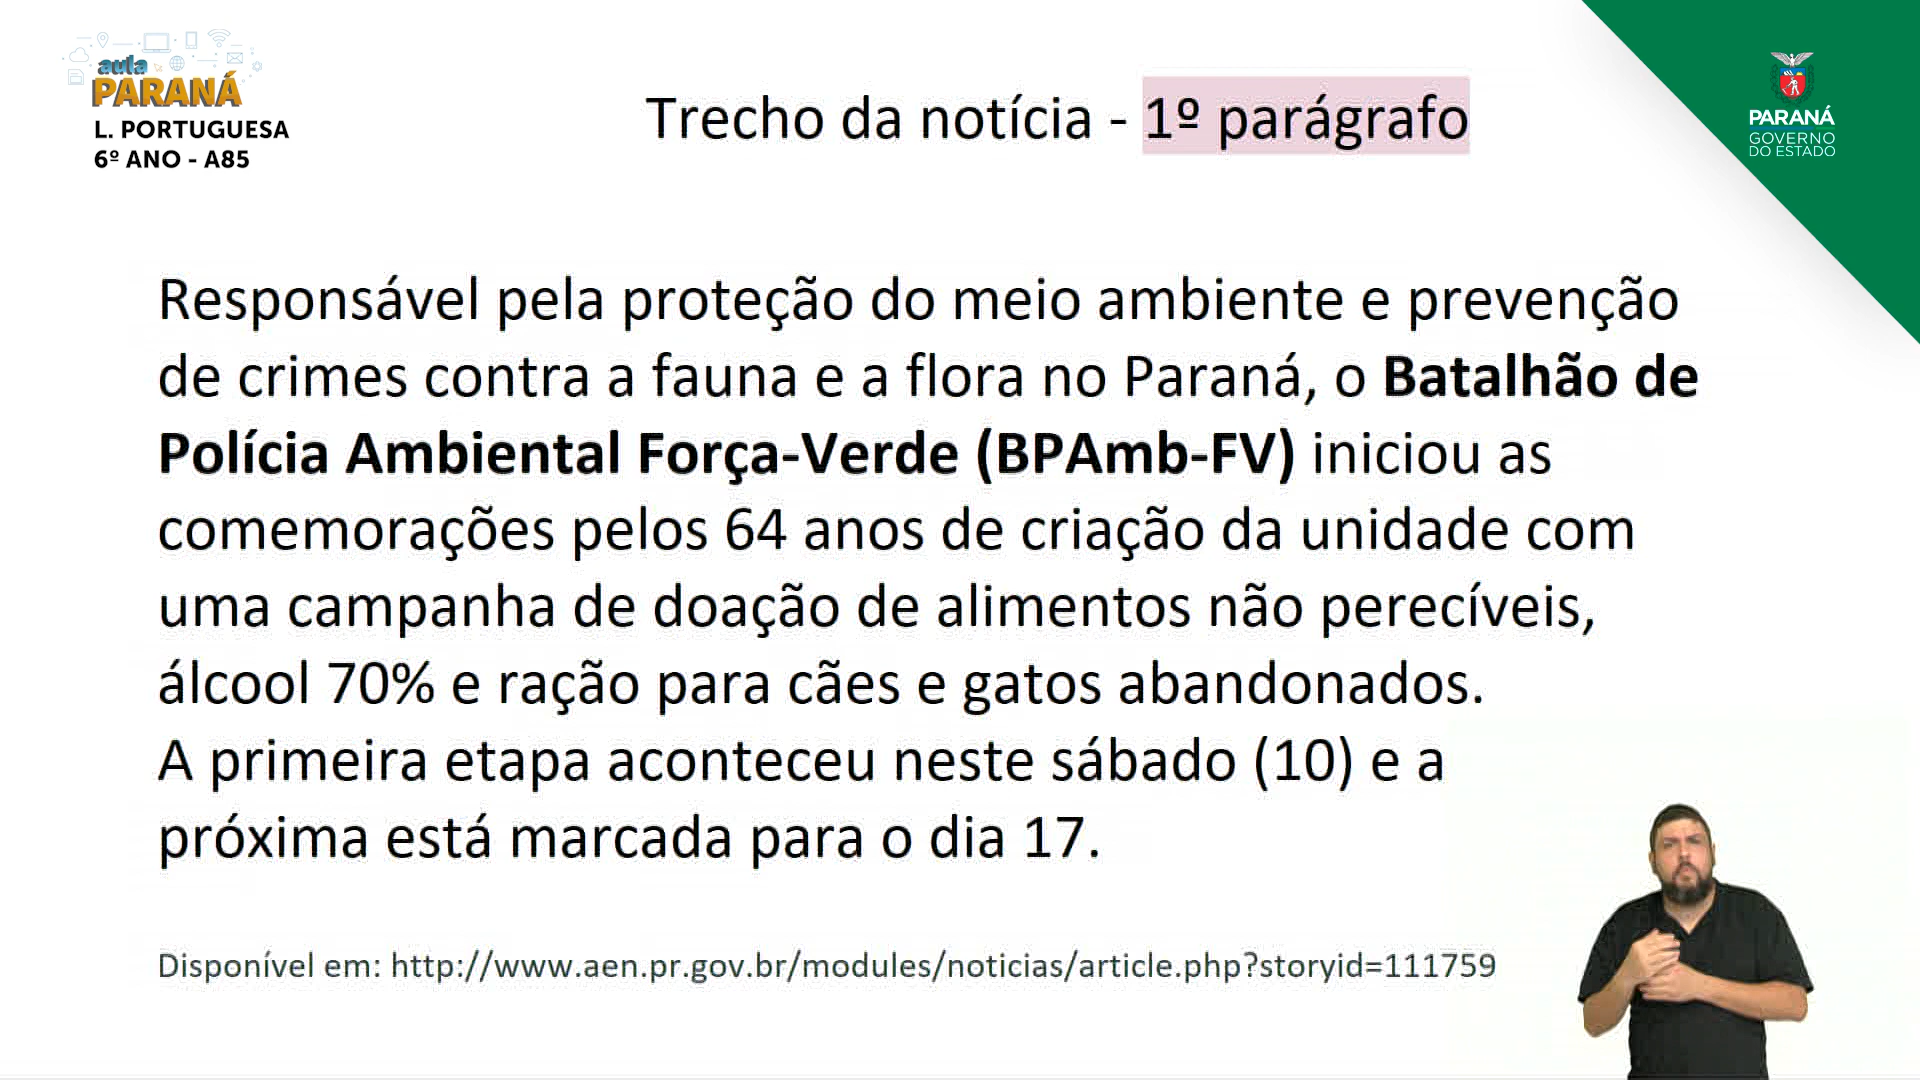 aula
PARANÁ
L. PORTUGUESA
6º ANO - A85
Trecho da notícia - 1º parágrafo
PARANÁ
GOVERNO
DO ESTADO
Responsável pela proteção do meio ambiente e prevenção
de crimes contra a fauna e a flora no Paraná, o Batalhão de
Polícia Ambiental Força-Verde (BPAmb-FV) iniciou as
comemorações pelos 64 anos de criação da unidade com
uma campanha de doação de alimentos não perecíveis,
álcool 70% e ração para cães e gatos abandonados.
A primeira etapa aconteceu neste sábado (10) e a
próxima está marcada para o dia 17.
Disponível em: http://www.aen.pr.gov.br/modules/noticias/article.php?storyid=111759